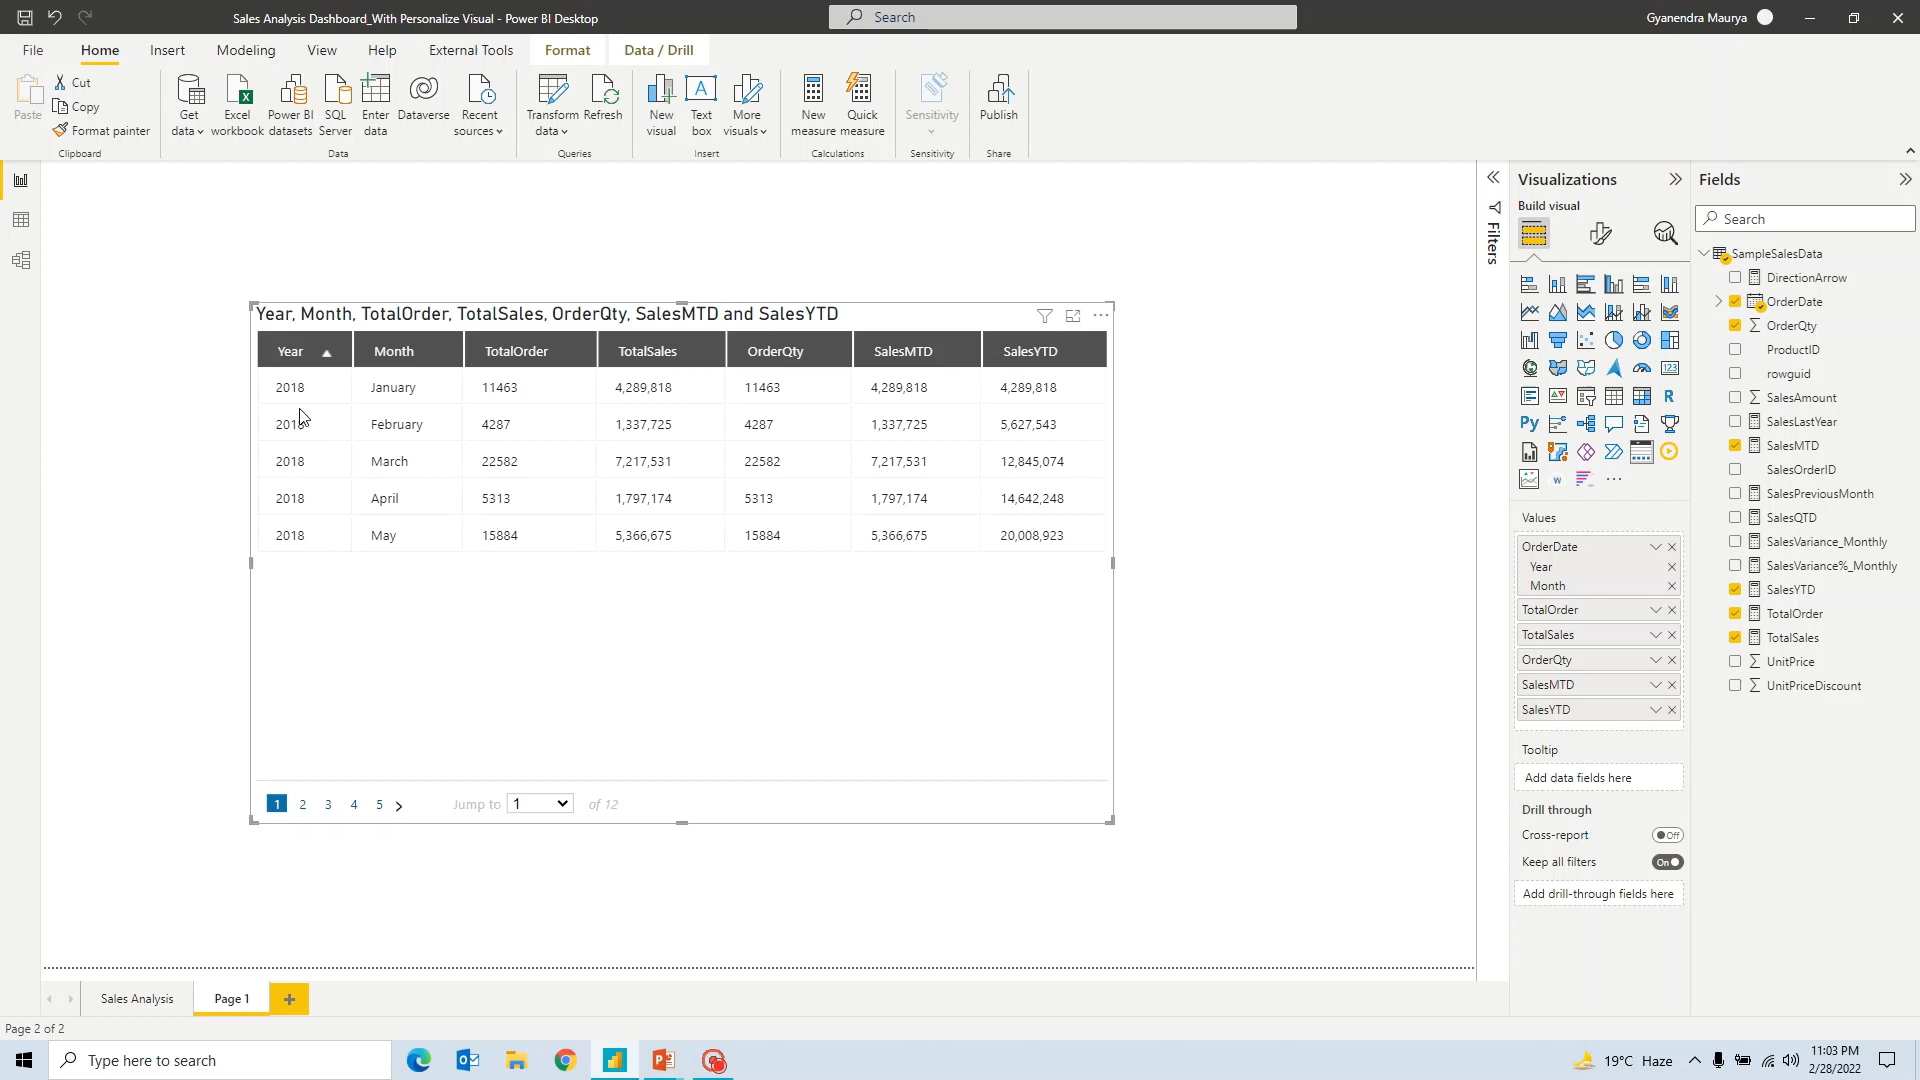 Sales Analysis Dashboard_With Personalize Visual - Power BI Desktop
Search
Gyanendra Maurya
File Home Insert Modeling View Help External Tools Format Data / Drill
Paste
Cut
Copy
Format painter
Clipboard
Get data
Excel workbook
Power BI datasets
SQL Server
Enter data
Dataverse
Recent sources
Data
Transform data
Refresh
Queries
New visual
Text box
More visuals
Insert
New measure
Quick measure
Calculations
Sensitivity
Sensitivity
Publish
Share
Year, Month, TotalOrder, TotalSales, OrderQty, SalesMTD and SalesYTD
Year Month TotalOrder TotalSales OrderQty SalesMTD SalesYTD
2018 January 11463 4,289,818 11463 4,289,818 4,289,818
2018 February 4287 1,337,725 4287 1,337,725 5,627,543
2018 March 22582 7,217,531 22582 7,217,531 12,845,074
2018 April 5313 1,797,174 5313 1,797,174 14,642,248
2018 May 15884 5,366,675 15884 5,366,675 20,008,923
1 2 3 4 5 Jump to 1 of 12
Filters
Visualizations
Build visual
123
R
Py
W
Values
OrderDate
Year
Month
TotalOrder
TotalSales
OrderQty
SalesMTD
SalesYTD
Tooltip
Add data fields here
Drill through
Cross-report Off
Keep all filters On
Add drill-through fields here
Fields
Search
SampleSalesData
DirectionArrow
OrderDate
OrderQty
ProductID
rowguid
SalesAmount
SalesLastYear
SalesMTD
SalesOrderID
SalesPreviousMonth
SalesQTD
SalesVariance_Monthly
SalesVariance%_Monthly
SalesYTD
TotalOrder
TotalSales
UnitPrice
UnitPriceDiscount
Sales Analysis Page 1
Page 2 of 2
Type here to search
19°C Haze
11:03 PM
2/28/2022